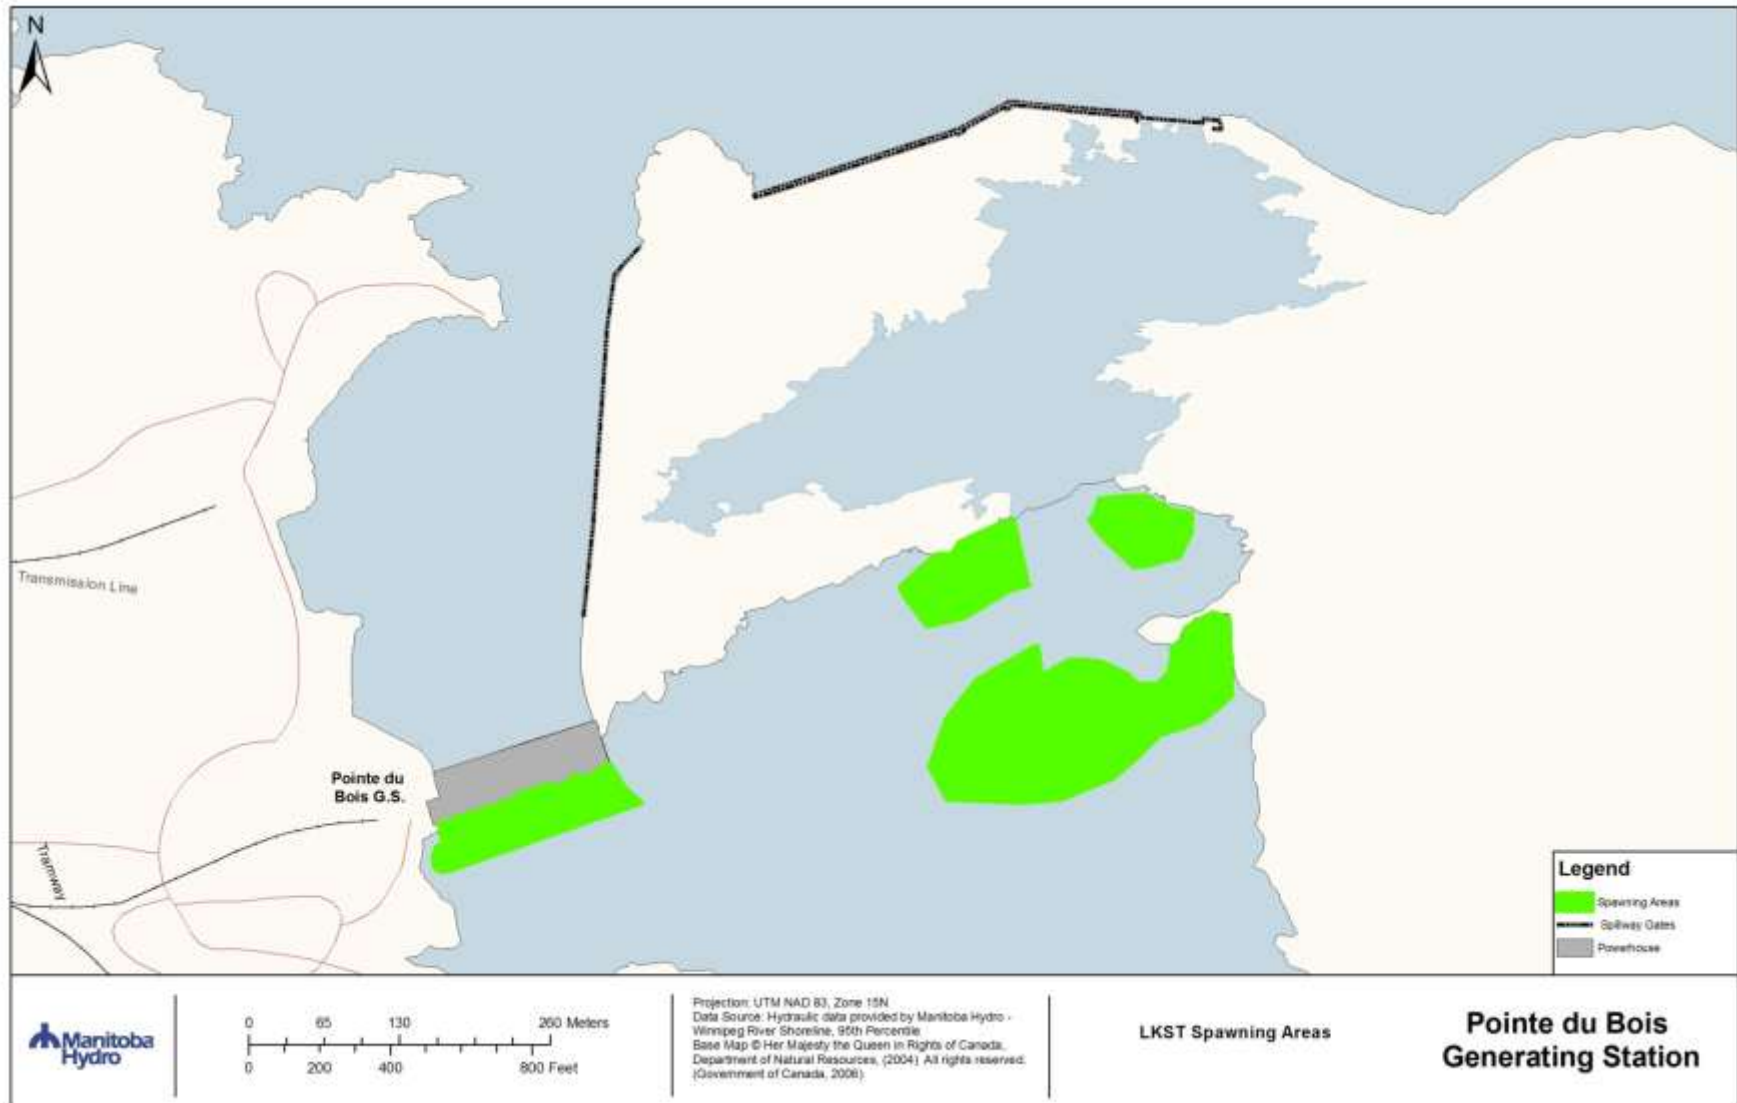 N
Transmission Line
Pointe du
Bois G.S.
Tramway
Legend
Spawning Areas
Spillway Gates
Powerhouse
Manitoba
Hydro
0 65 130 260 Meters
0 200 400 800 Feet
Projection: UTM NAD 83, Zone 15N
Data Source: Hydraulic data provided by Manitoba Hydro -
Winnipeg River Shoreline, 95th Percentile
Base Map © Her Majesty the Queen in Rights of Canada,
Department of Natural Resources, (2004) All rights reserved.
(Government of Canada, 2006)
LKST Spawning Areas
Pointe du Bois
Generating Station